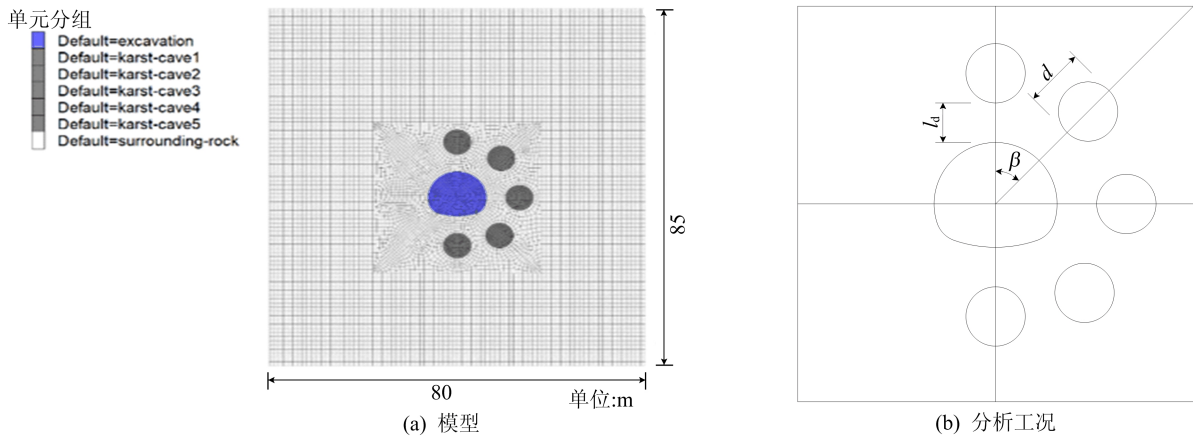 单元分组
Default=excavation
Default=karst-cave1
Default=karst-cave2
Default=karst-cave3
Default=karst-cave4
Default=karst-cave5
Default=surrounding-rock
85
80
单位:m
(a) 模型
d
l_d
β
(b) 分析工况